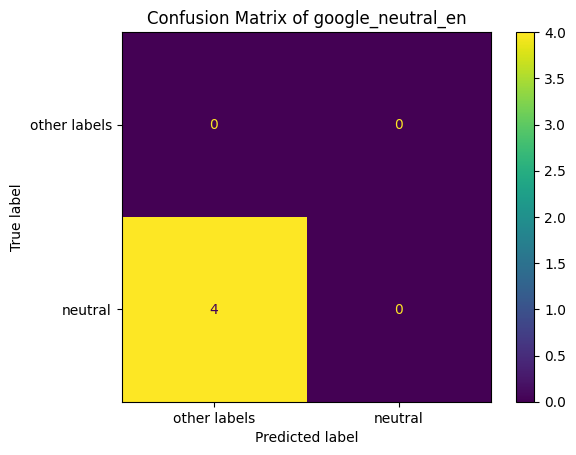 Confusion Matrix of google_neutral_en
True label
other labels
neutral
0
0
4
0
other labels
neutral
Predicted label
4.0
3.5
3.0
2.5
2.0
1.5
1.0
0.5
0.0